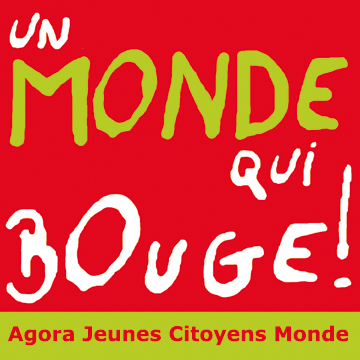 UN
MONDE
QUI
BOUGE!
Agora Jeunes Citoyens Monde